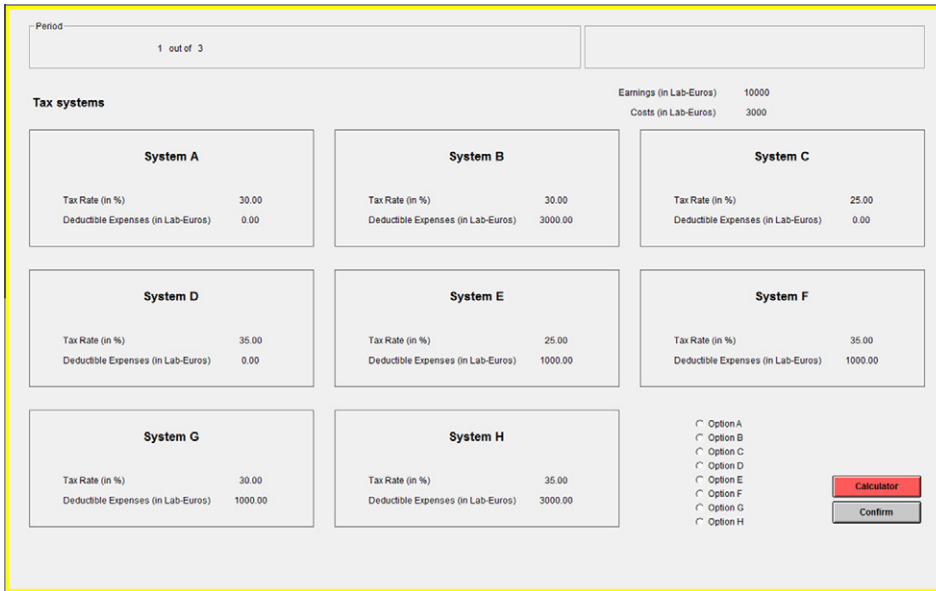 Period
1 out of 3
Tax systems
Earnings (in Lab-Euros) 10000
Costs (in Lab-Euros) 3000
System A
Tax Rate (in %) 30.00
Deductible Expenses (in Lab-Euros) 0.00
System B
Tax Rate (in %) 30.00
Deductible Expenses (in Lab-Euros) 3000.00
System C
Tax Rate (in %) 25.00
Deductible Expenses (in Lab-Euros) 0.00
System D
Tax Rate (in %) 35.00
Deductible Expenses (in Lab-Euros) 0.00
System E
Tax Rate (in %) 25.00
Deductible Expenses (in Lab-Euros) 1000.00
System F
Tax Rate (in %) 35.00
Deductible Expenses (in Lab-Euros) 1000.00
System G
Tax Rate (in %) 30.00
Deductible Expenses (in Lab-Euros) 1000.00
System H
Tax Rate (in %) 35.00
Deductible Expenses (in Lab-Euros) 3000.00
Option A
Option B
Option C
Option D
Option E
Option F
Option G
Option H
Calculator
Confirm